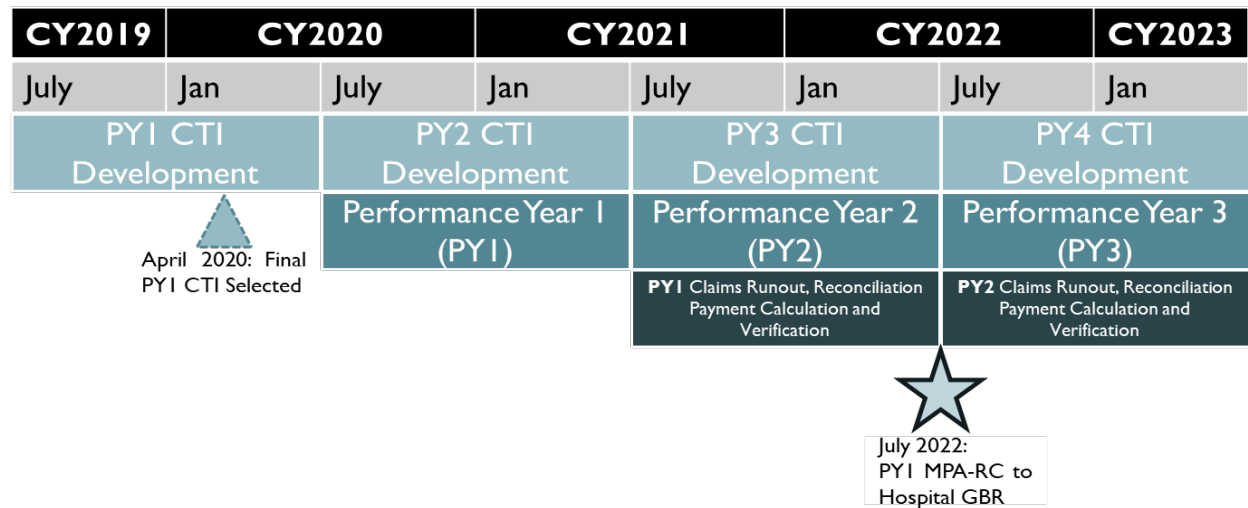 CY2019 CY2020 CY2021 CY2022 CY2023
July Jan July Jan July Jan July Jan
PY1 CTI
Development
PY2 CTI
Development
PY3 CTI
Development
PY4 CTI
Development
Performance Year 1
(PY1)
Performance Year 2
(PY2)
Performance Year 3
(PY3)
April 2020: Final
PY1 CTI Selected
PY1 Claims Runout, Reconciliation
Payment Calculation and
Verification
PY2 Claims Runout, Reconciliation
Payment Calculation and
Verification
July 2022:
PY1 MPA-RC to
Hospital GBR